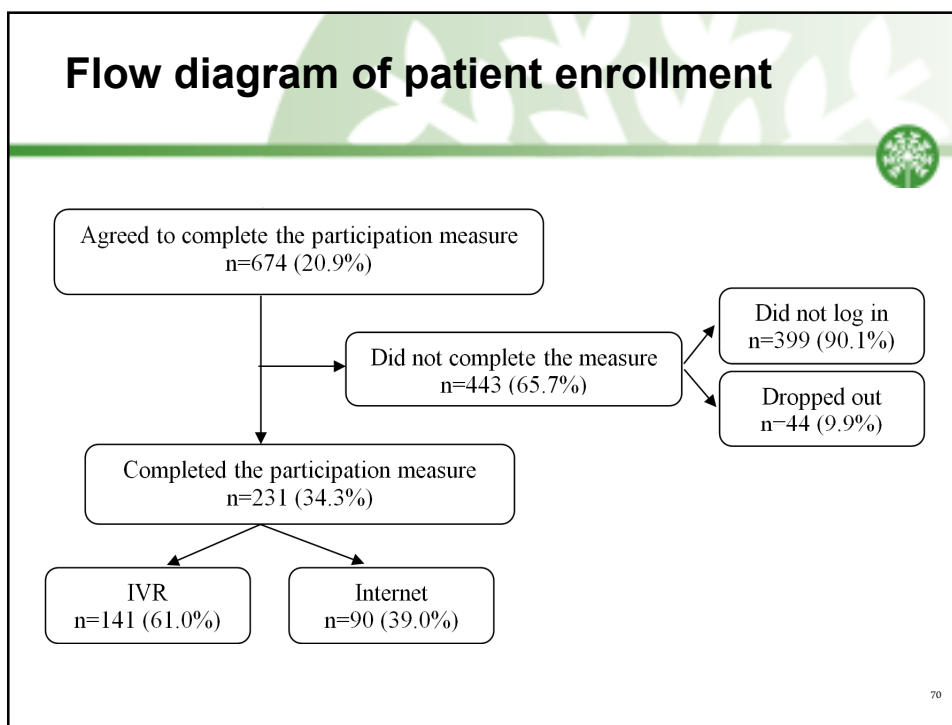 Flow diagram of patient enrollment
Agreed to complete the participation measure
n=674 (20.9%)
Did not log in
n=399 (90.1%)
Did not complete the measure
n=443 (65.7%)
Dropped out
n=44 (9.9%)
Completed the participation measure
n=231 (34.3%)
IVR
n=141 (61.0%)
Internet
n=90 (39.0%)
70